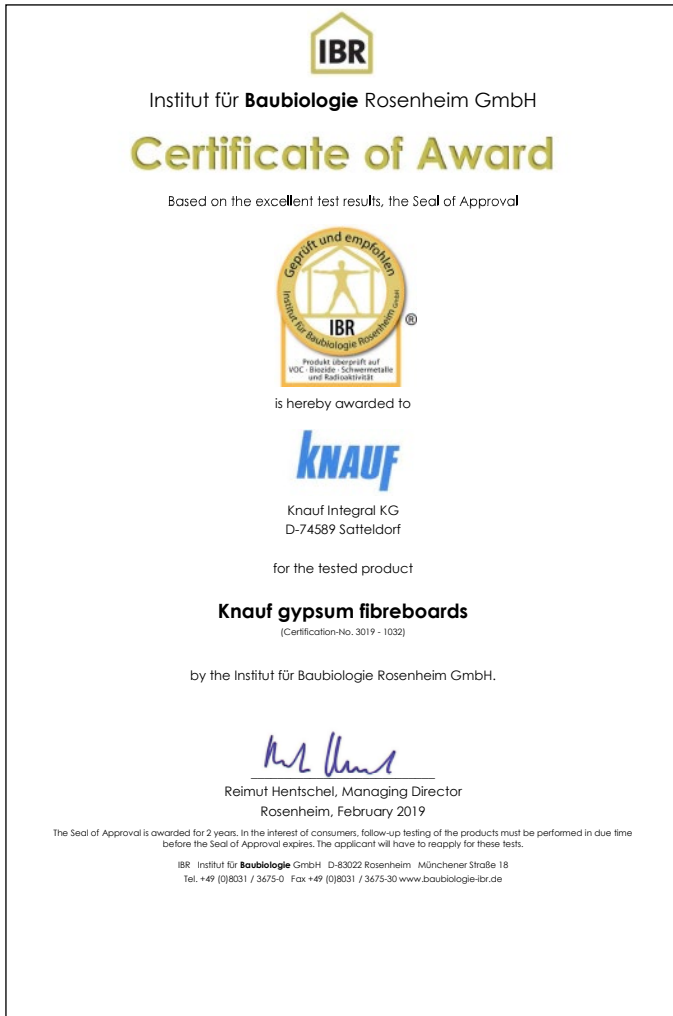 IBR
Institut für Baubiologie Rosenheim GmbH
Certificate of Award
Based on the excellent test results, the Seal of Approval
Geprüft und empfohlen
Institut für Baubiologie Rosenheim GmbH
IBR
®
Produkt überprüft auf
VOC · Biozide · Schwermetalle
und Radioaktivität
is hereby awarded to
KNAUF
Knauf Integral KG
D-74589 Satteldorf
for the tested product
Knauf gypsum fibreboards
(Certification-No. 3019 - 1032)
by the Institut für Baubiologie Rosenheim GmbH.
Reimut Hentschel, Managing Director
Rosenheim, February 2019
The Seal of Approval is awarded for 2 years. In the interest of consumers, follow-up testing of the products must be performed in due time
before the Seal of Approval expires. The applicant will have to reapply for these tests.
IBR Institut für Baubiologie GmbH D-83022 Rosenheim Münchener Straße 18
Tel. +49 (0)8031 / 3675-0 Fax +49 (0)8031 / 3675-30 www.baubiologie-ibr.de